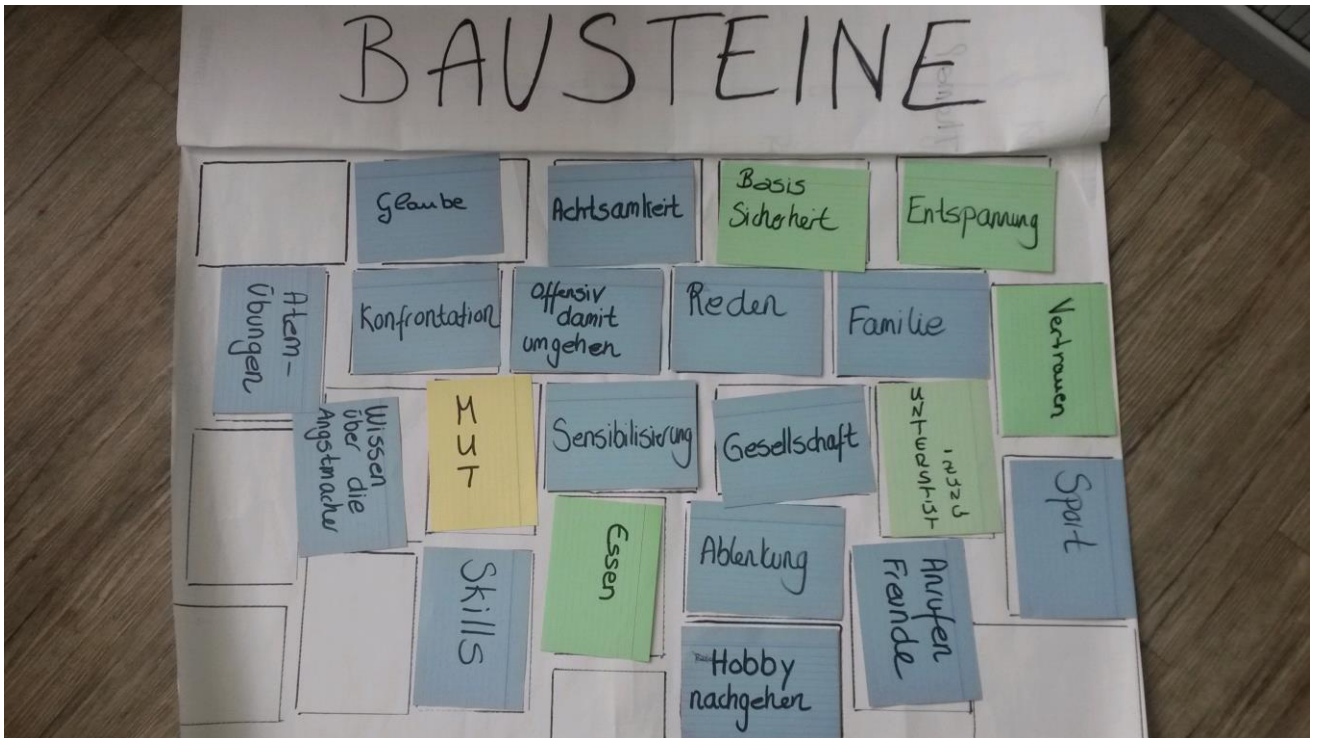 BAUSTEINE
Glaube
Achtsamkeit
Basis
Sicherheit
Entspannung
Atem-
Übungen
Konfrontation
Offensiv
damit
umgehen
Reden
Familie
Vertrauen
Wissen
über die
Angstmacher
MUT
Sensibilisierung
Gesellschaft
Sport
Skills
Essen
Ablenkung
Anrufen
Freunde
Hobby
nachgehen